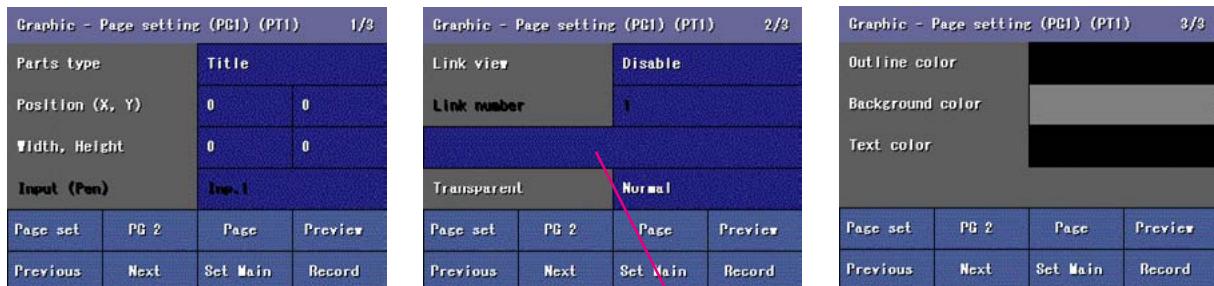 Graphic - Page setting (PG1) (PT1) 1/3
Parts type Title
Position (X, Y) 0 0
Width, Height 0 0
Input (Pen) Inp.1
Page set PG 2 Page Preview
Previous Next Set Main Record
Graphic - Page setting (PG1) (PT1) 2/3
Link view Disable
Link number 1
Transparent Normal
Page set PG 2 Page Preview
Previous Next Set Main Record
Graphic - Page setting (PG1) (PT1) 3/3
Outline color
Background color
Text color
Page set PG 2 Page Preview
Previous Next Set Main Record